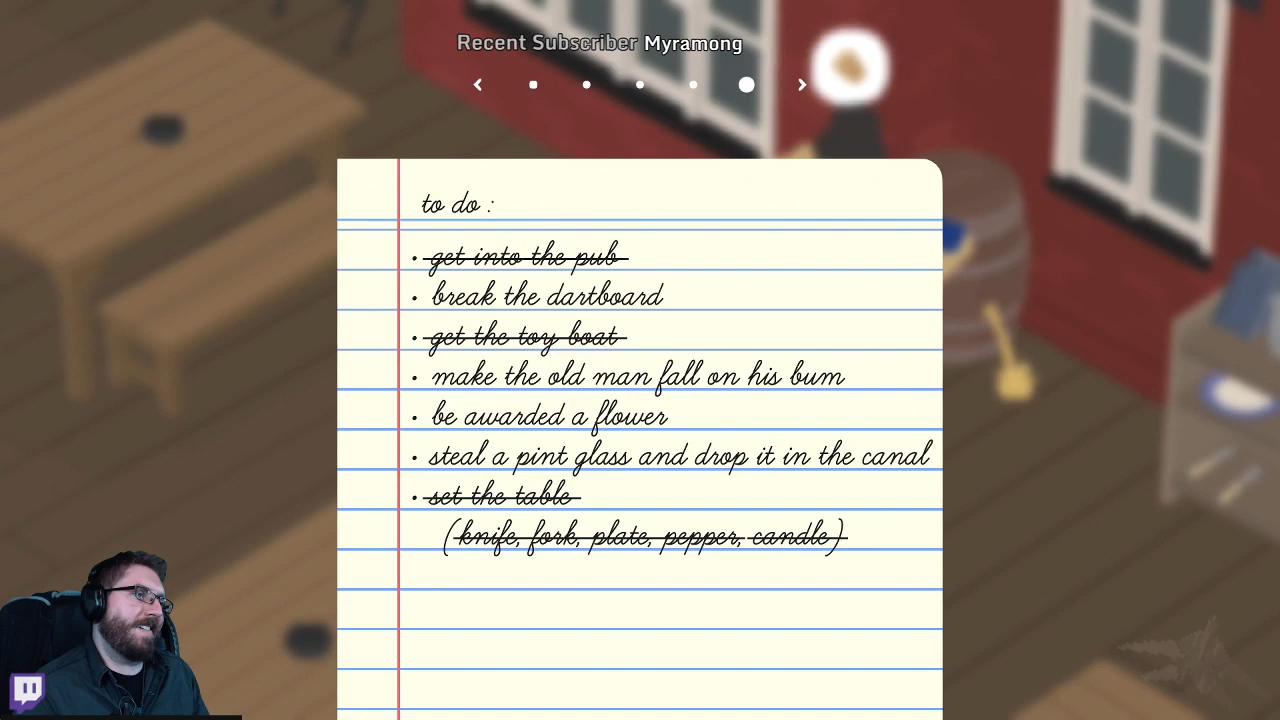 Recent Subscriber Myramong
to do :
• get into the pub
• break the dartboard
• get the toy boat
• make the old man fall on his bum
• be awarded a flower
• steal a pint glass and drop it in the canal
• set the table
(knife, fork, plate, pepper, candle)